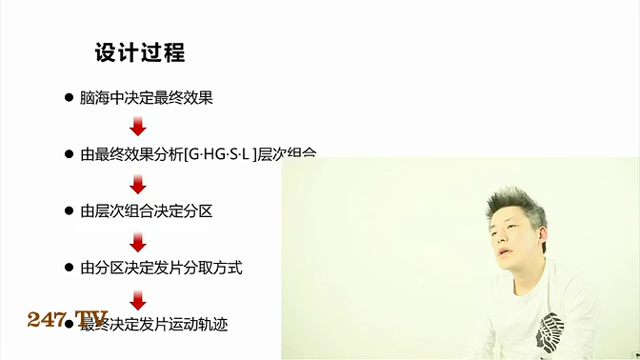 设计过程
● 脑海中决定最终效果
● 由最终效果分析[G·HG·S·L ]层次组合
● 由层次组合决定分区
● 由分区决定发片分取方式
● 最终决定发片运动轨迹
247 TV